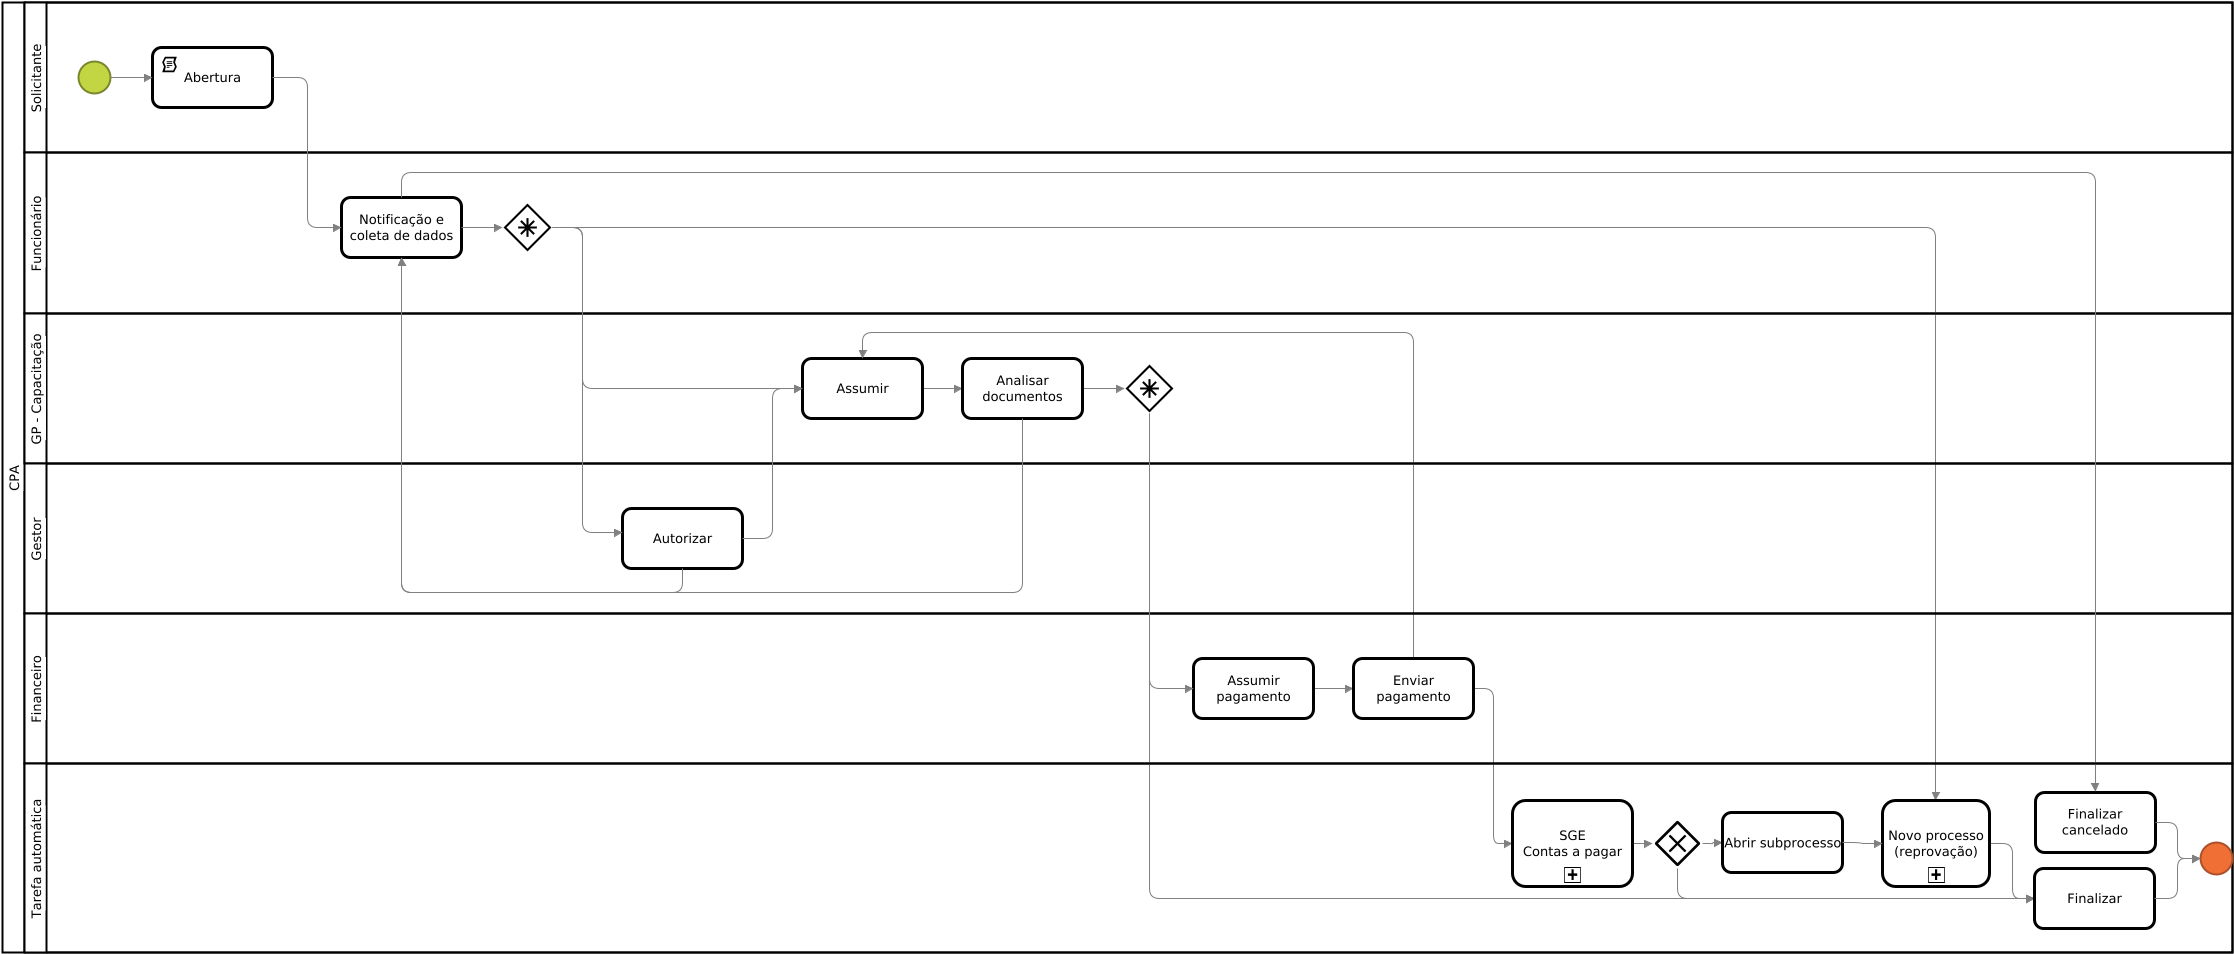 CPA
Solicitante
Abertura
Funcionário
Notificação e
coleta de dados
GP - Capacitação
Assumir
Analisar
documentos
Gestor
Autorizar
Financeiro
Assumir
pagamento
Enviar
pagamento
Tarefa automática
SGE
Contas a pagar
Abrir subprocesso
Novo processo
(reprovação)
Finalizar
cancelado
Finalizar